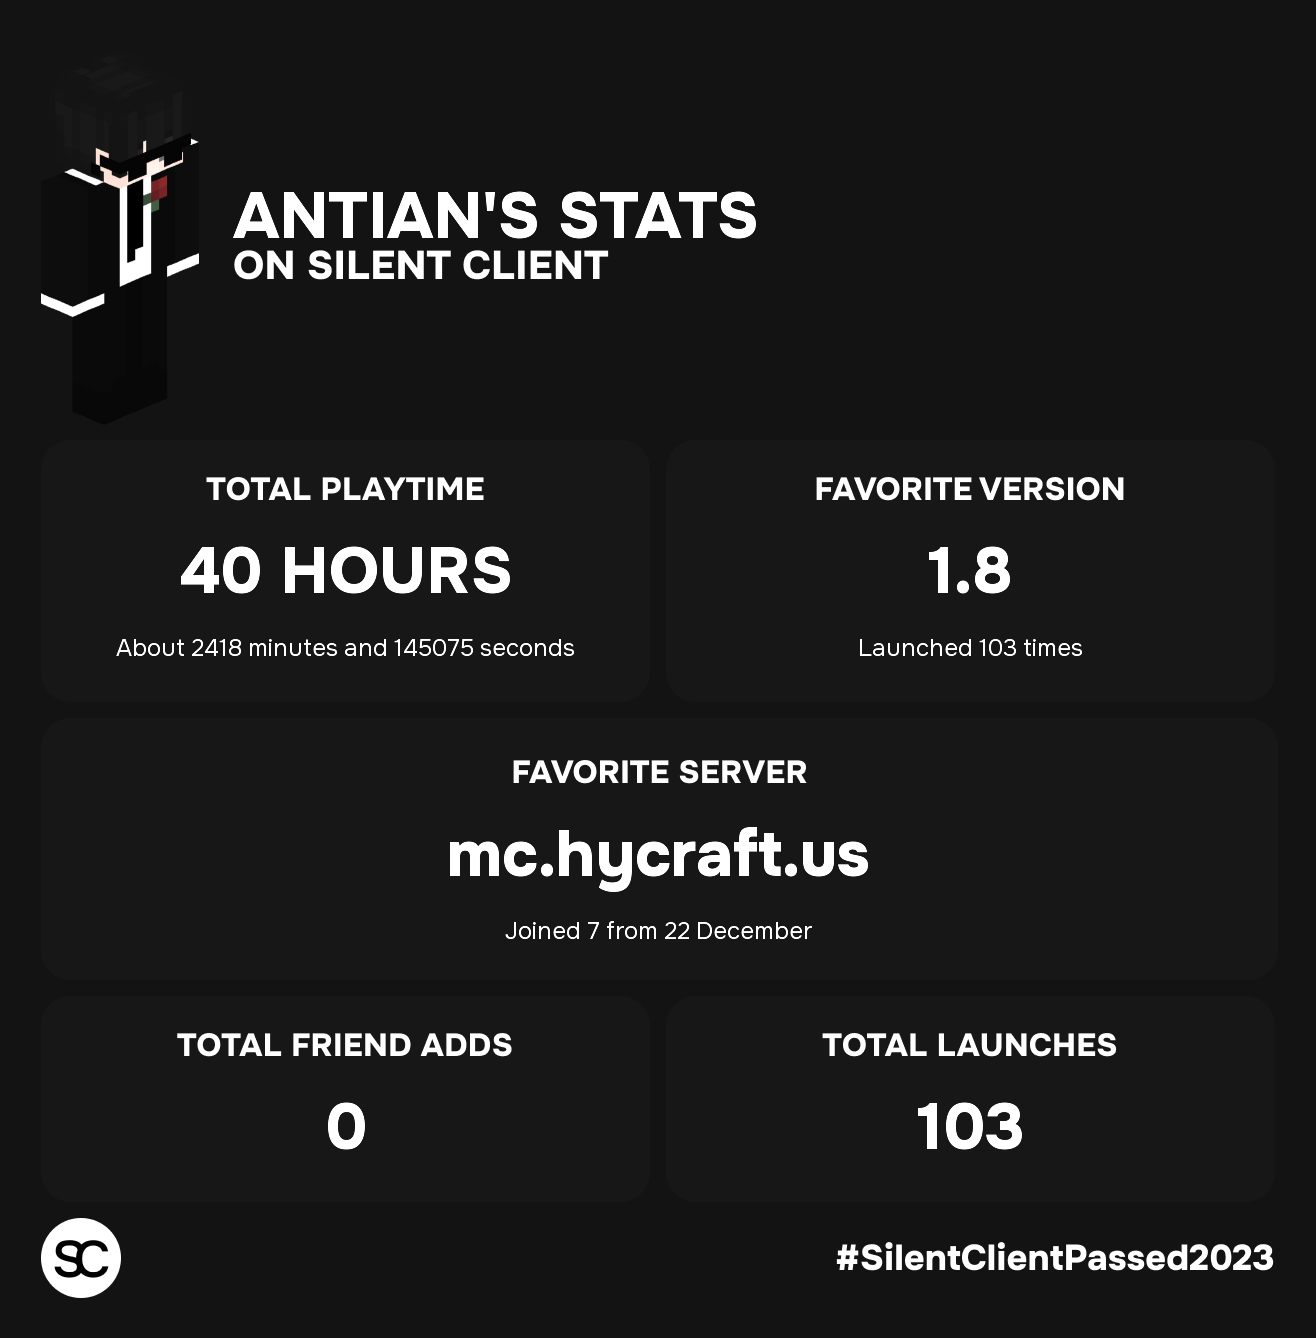 ANTIAN'S STATS
ON SILENT CLIENT
TOTAL PLAYTIME
40 HOURS
About 2418 minutes and 145075 seconds
FAVORITE VERSION
1.8
Launched 103 times
FAVORITE SERVER
mc.hycraft.us
Joined 7 from 22 December
TOTAL FRIEND ADDS
0
TOTAL LAUNCHES
103
SC
#SilentClientPassed2023